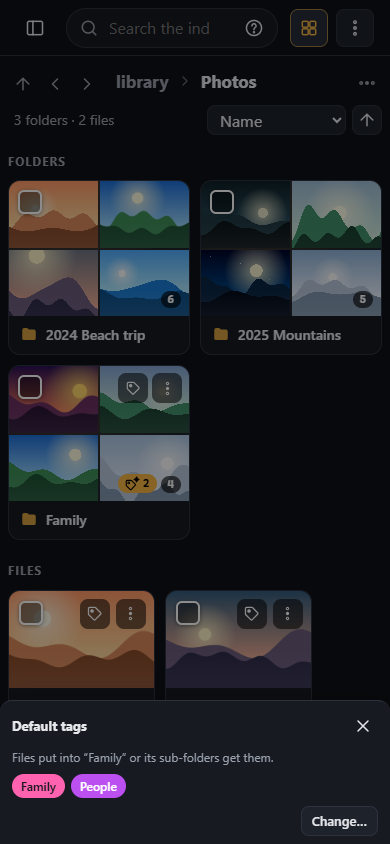 Search the ind
library > Photos
3 folders · 2 files
Name
FOLDERS
6
2024 Beach trip
5
2025 Mountains
2
4
Family
FILES
Default tags
Files put into “Family” or its sub-folders get them.
Family
People
Change...